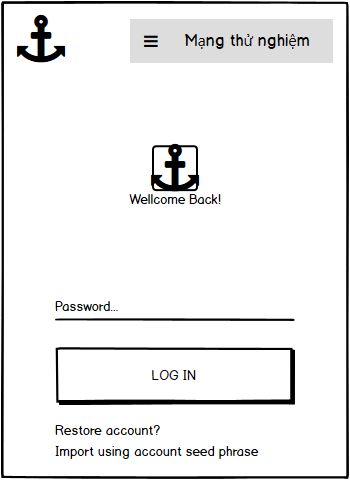 Mạng thử nghiệm
Wellcome Back!
Password...
LOG IN
Restore account?
Import using account seed phrase